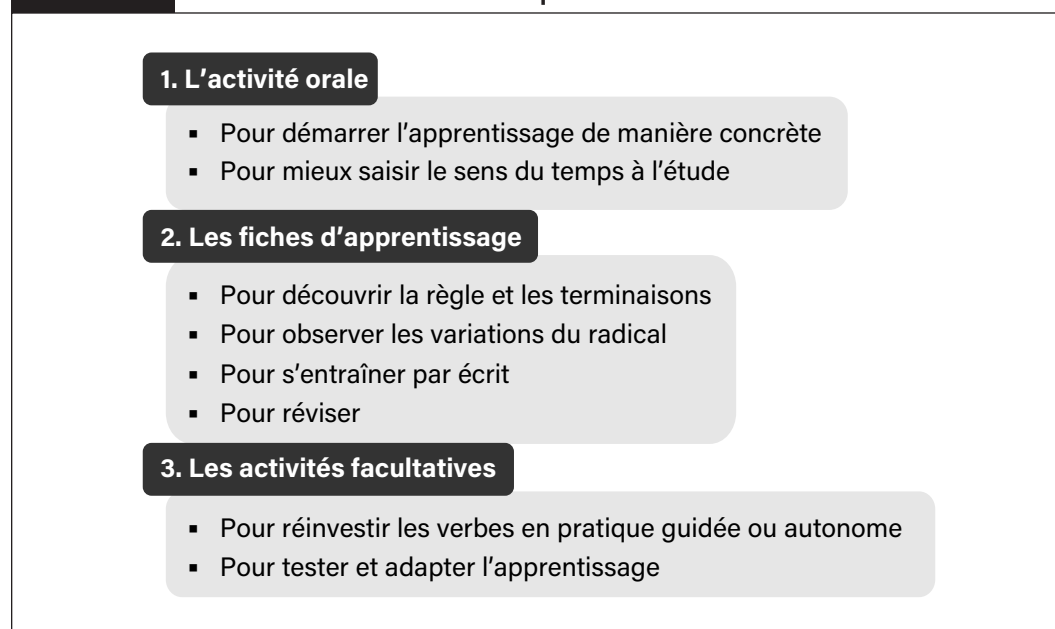 1. L'activité orale
▪ Pour démarrer l'apprentissage de manière concrète
▪ Pour mieux saisir le sens du temps à l'étude
2. Les fiches d'apprentissage
▪ Pour découvrir la règle et les terminaisons
▪ Pour observer les variations du radical
▪ Pour s'entraîner par écrit
▪ Pour réviser
3. Les activités facultatives
▪ Pour réinvestir les verbes en pratique guidée ou autonome
▪ Pour tester et adapter l'apprentissage